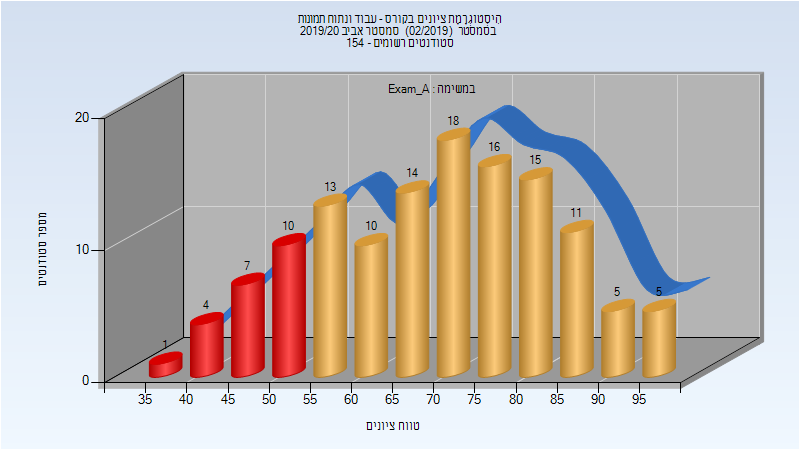 היסטוגרמת ציונים בקורס - עבוד ונתוח תמונות
בסמסטר (02/2019) סמסטר אביב 2019/20
סטודנטים רשומים - 154
במשימה : Exam_A
מספר סטודנטים
20
10
0
1
4
7
10
13
10
14
18
16
15
11
5
5
35 40 45 50 55 60 65 70 75 80 85 90 95
טווח ציונים